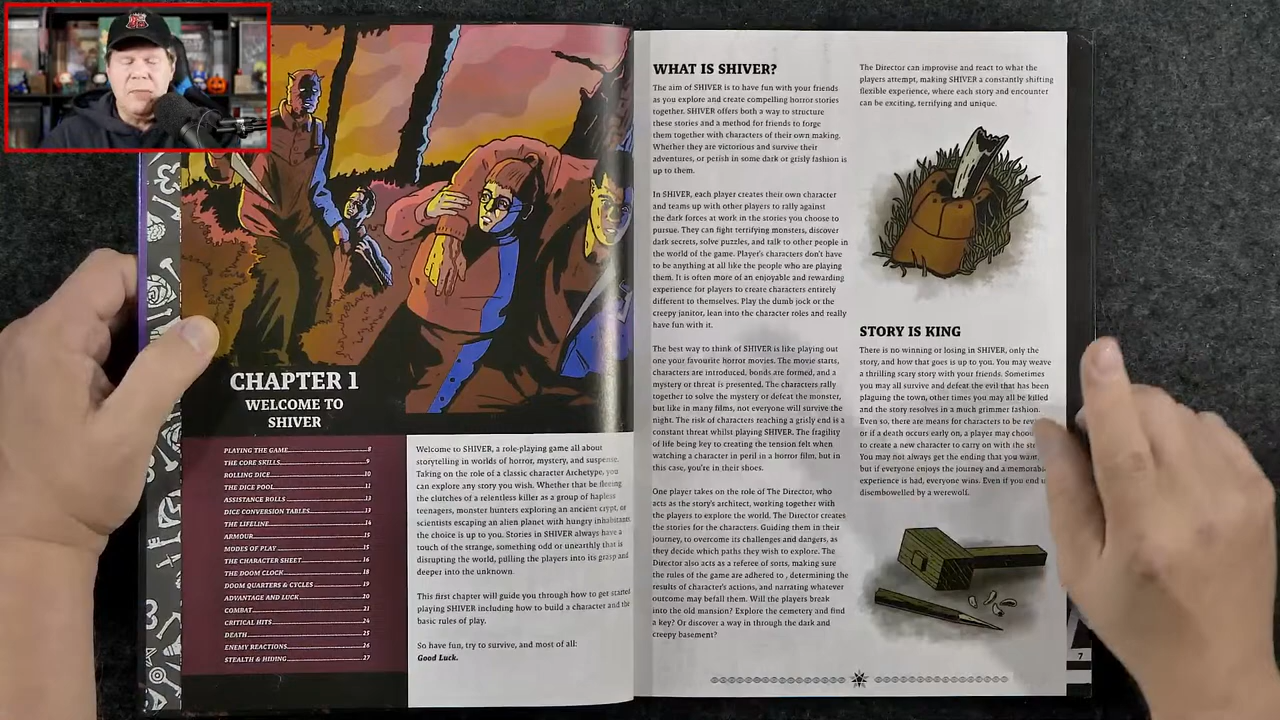 CHAPTER 1
WELCOME TO
SHIVER
PLAYING THE GAME 8
THE CORE SKILLS 9
ROLLING DICE 10
THE DICE POOL 11
ASSISTANCE ROLLS 13
DICE CONVERSION TABLES 13
THE LIFELINE 14
ARMOUR 15
MODES OF PLAY 15
THE CHARACTER SHEET 16
THE DOOM CLOCK 18
DOOM QUARTERS & CYCLES 19
ADVANTAGE AND LUCK 20
COMBAT 21
CRITICAL HITS 24
DEATH 25
ENEMY REACTIONS 26
STEALTH & HIDING 27
Welcome to SHIVER, a role-playing game all about
storytelling in worlds of horror, mystery, and suspense.
Taking on the role of a classic character Archetype, you
can explore any story you wish. Whether that be fleeing
the clutches of a relentless killer as a group of hapless
teenagers, monster hunters exploring an ancient crypt, or
scientists escaping an alien planet with hungry inhabitants
the choice is up to you. Stories in SHIVER always have a
touch of the strange, something odd or unearthly that is
disrupting the world, pulling the players into its grasp and
deeper into the unknown.
This first chapter will guide you through how to get started
playing SHIVER including how to build a character and the
basic rules of play.
So have fun, try to survive, and most of all:
Good Luck.
WHAT IS SHIVER?
The aim of SHIVER is to have fun with your friends
as you explore and create compelling horror stories
together. SHIVER offers both a way to structure
these stories and a method for friends to forge
them together with characters of their own making.
Whether they are victorious and survive their
adventures, or perish in some dark or grisly fashion is
up to them.
In SHIVER, each player creates their own character
and teams up with other players to rally against
the dark forces at work in the stories you choose to
pursue. They can fight terrifying monsters, discover
dark secrets, solve puzzles, and talk to other people in
the world of the game. Player's characters don't have
to be anything at all like the people who are playing
them. It is often more of an enjoyable and rewarding
experience for players to create characters entirely
different to themselves. Play the dumb jock or the
creepy janitor, lean into the character roles and really
have fun with it.
The best way to think of SHIVER is like playing out
one your favourite horror movies. The movie starts,
characters are introduced, bonds are formed, and a
mystery or threat is presented. The characters rally
together to solve the mystery or defeat the monster,
but like in many films, not everyone will survive the
night. The risk of characters reaching a grisly end is a
constant threat whilst playing SHIVER. The fragility
of life being key to creating the tension felt when
watching a character in peril in a horror film, but in
this case, you're in their shoes.
One player takes on the role of The Director, who
acts as the story's architect, working together with
the players to explore the world. The Director creates
the stories for the characters. Guiding them in their
journey, to overcome its challenges and dangers, as
they decide which paths they wish to explore. The
Director also acts as a referee of sorts, making sure
the rules of the game are adhered to , determining the
results of character's actions, and narrating whatever
outcome may befall them. Will the players break
into the old mansion? Explore the cemetery and find
a key? Or discover a way in through the dark and
creepy basement?
The Director can improvise and react to what the
players attempt, making SHIVER a constantly shifting
flexible experience, where each story and encounter
can be exciting, terrifying and unique.
STORY IS KING
There is no winning or losing in SHIVER, only the
story, and how that goes is up to you. You may weave
a thrilling scary story with your friends. Sometimes
you may all survive and defeat the evil that has been
plaguing the town, other times you may all be killed
and the story resolves in a much grimmer fashion.
Even so, there are means for characters to be
or if a death occurs early on, a player may
to create a new character to carry on with the
You may not always get the ending that you want,
but if everyone enjoys the journey and a
experience is had, everyone wins. Even if you end
disembowelled by a werewolf.
7